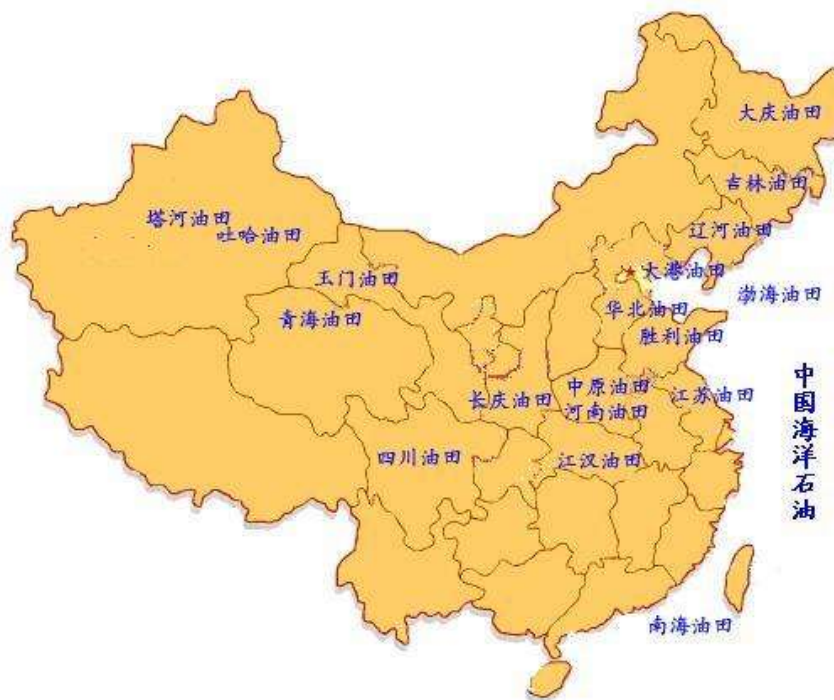 大庆油田
吉林油田
塔河油田
吐哈油田
辽河油田
玉门油田
大港油田
渤海油田
青海油田
华北油田
胜利油田
中原油田
长庆油田
江苏油田
河南油田
四川油田
江汉油田
中国海洋石油
南海油田